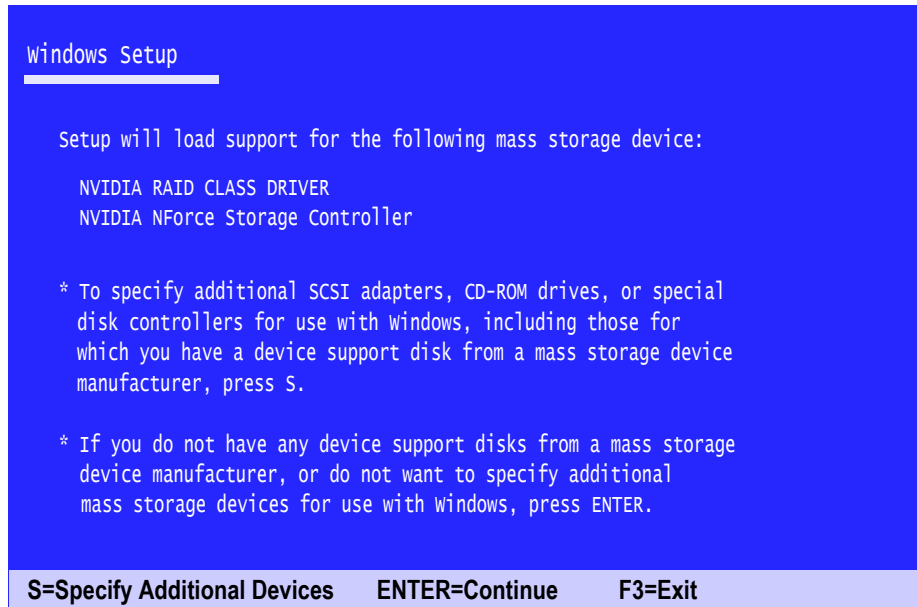 Windows Setup
Setup will load support for the following mass storage device:
NVIDIA RAID CLASS DRIVER
NVIDIA NForce Storage Controller
* To specify additional SCSI adapters, CD-ROM drives, or special
disk controllers for use with Windows, including those for
which you have a device support disk from a mass storage device
manufacturer, press S.
* If you do not have any device support disks from a mass storage
device manufacturer, or do not want to specify additional
mass storage devices for use with Windows, press ENTER.
S=Specify Additional Devices ENTER=Continue F3=Exit